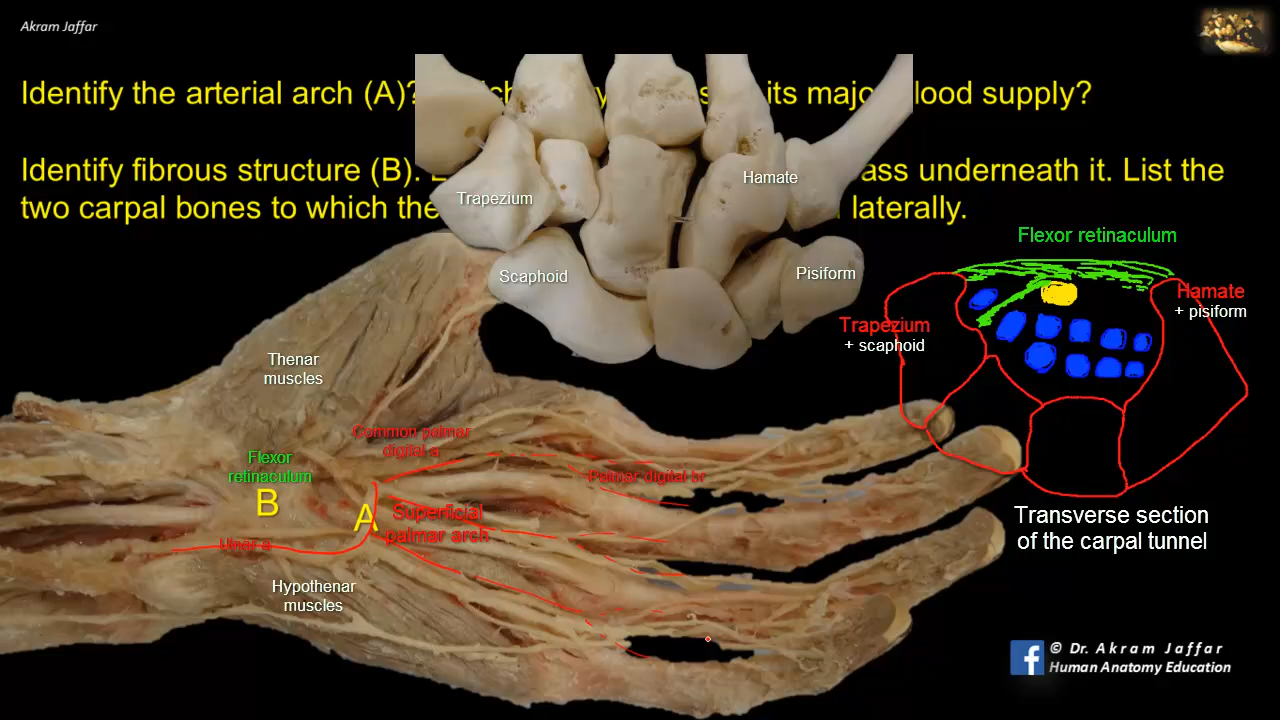 Akram Jaffar
Identify the arterial arch (A)? its major blood supply?
Identify fibrous structure (B). pass underneath it. List the
two carpal bones to which the laterally.
Trapezium
Hamate
Scaphoid
Pisiform
Flexor retinaculum
Hamate
+ pisiform
Trapezium
+ scaphoid
Thenar
muscles
Common palmar
digital a
Flexor
retinaculum
Palmar digital br
B
A
Superficial
palmar arch
Ulnar a
Hypothenar
muscles
Transverse section
of the carpal tunnel
f
© Dr. Akram Jaffar
Human Anatomy Education